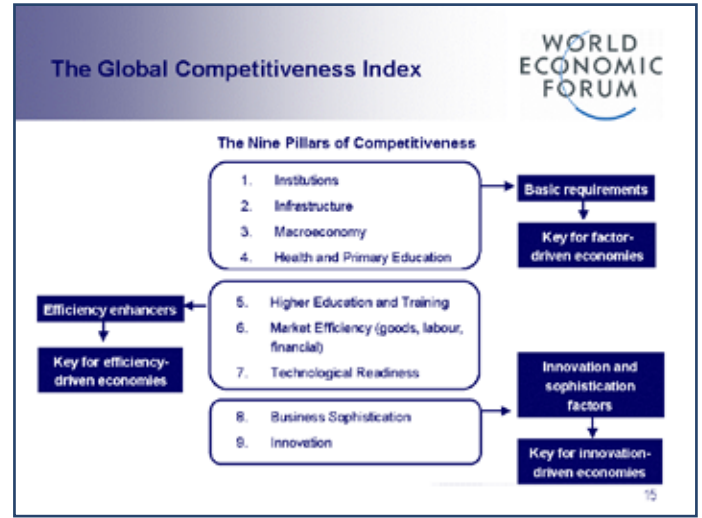 The Global Competitiveness Index
WORLD
ECONOMIC
FORUM
The Nine Pillars of Competitiveness
1. Institutions
2. Infrastructure
3. Macroeconomy
4. Health and Primary Education
Basic requirements
Key for factor-
driven economies
5. Higher Education and Training
6. Market Efficiency (goods, labour,
financial)
7. Technological Readiness
Efficiency enhancers
Key for efficiency-
driven economies
8. Business Sophistication
9. Innovation
Innovation and
sophistication
factors
Key for innovation-
driven economies
15